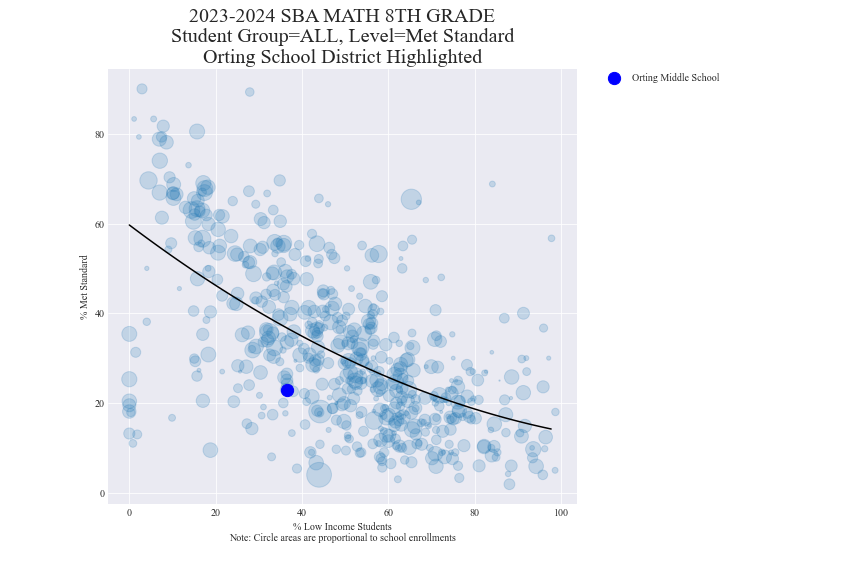 2023-2024 SBA MATH 8TH GRADE
Student Group=ALL, Level=Met Standard
Orting School District Highlighted
Orting Middle School
80
60
40
20
0
% Met Standard
0 20 40 60 80 100
% Low Income Students
Note: Circle areas are proportional to school enrollments